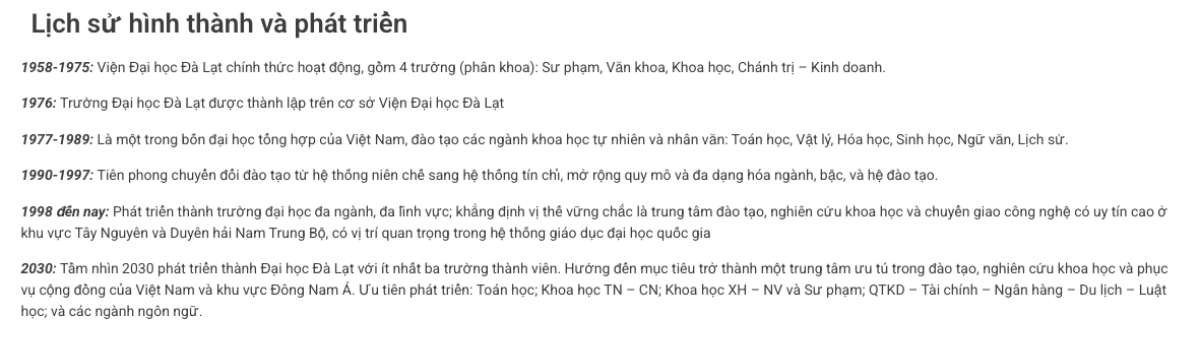 Lịch sử hình thành và phát triển
1958-1975: Viện Đại học Đà Lạt chính thức hoạt động, gồm 4 trường (phân khoa): Sư phạm, Văn khoa, Khoa học, Chánh trị – Kinh doanh.
1976: Trường Đại học Đà Lạt được thành lập trên cơ sở Viện Đại học Đà Lạt
1977-1989: Là một trong bốn đại học tổng hợp của Việt Nam, đào tạo các ngành khoa học tự nhiên và nhân văn: Toán học, Vật lý, Hóa học, Sinh học, Ngữ văn, Lịch sử.
1990-1997: Tiên phong chuyển đổi đào tạo từ hệ thống niên chế sang hệ thống tín chỉ, mở rộng quy mô và đa dạng hóa ngành, bậc, và hệ đào tạo.
1998 đến nay: Phát triển thành trường đại học đa ngành, đa lĩnh vực; khẳng định vị thế vững chắc là trung tâm đào tạo, nghiên cứu khoa học và chuyển giao công nghệ có uy tín cao ở
khu vực Tây Nguyên và Duyên hải Nam Trung Bộ, có vị trí quan trọng trong hệ thống giáo dục đại học quốc gia
2030: Tầm nhìn 2030 phát triển thành Đại học Đà Lạt với ít nhất ba trường thành viên. Hướng đến mục tiêu trở thành một trung tâm ưu tú trong đào tạo, nghiên cứu khoa học và phục
vụ cộng đồng của Việt Nam và khu vực Đông Nam Á. Ưu tiên phát triển: Toán học; Khoa học TN – CN; Khoa học XH – NV và Sư phạm; QTKD – Tài chính – Ngân hàng – Du lịch – Luật
học; và các ngành ngôn ngữ.